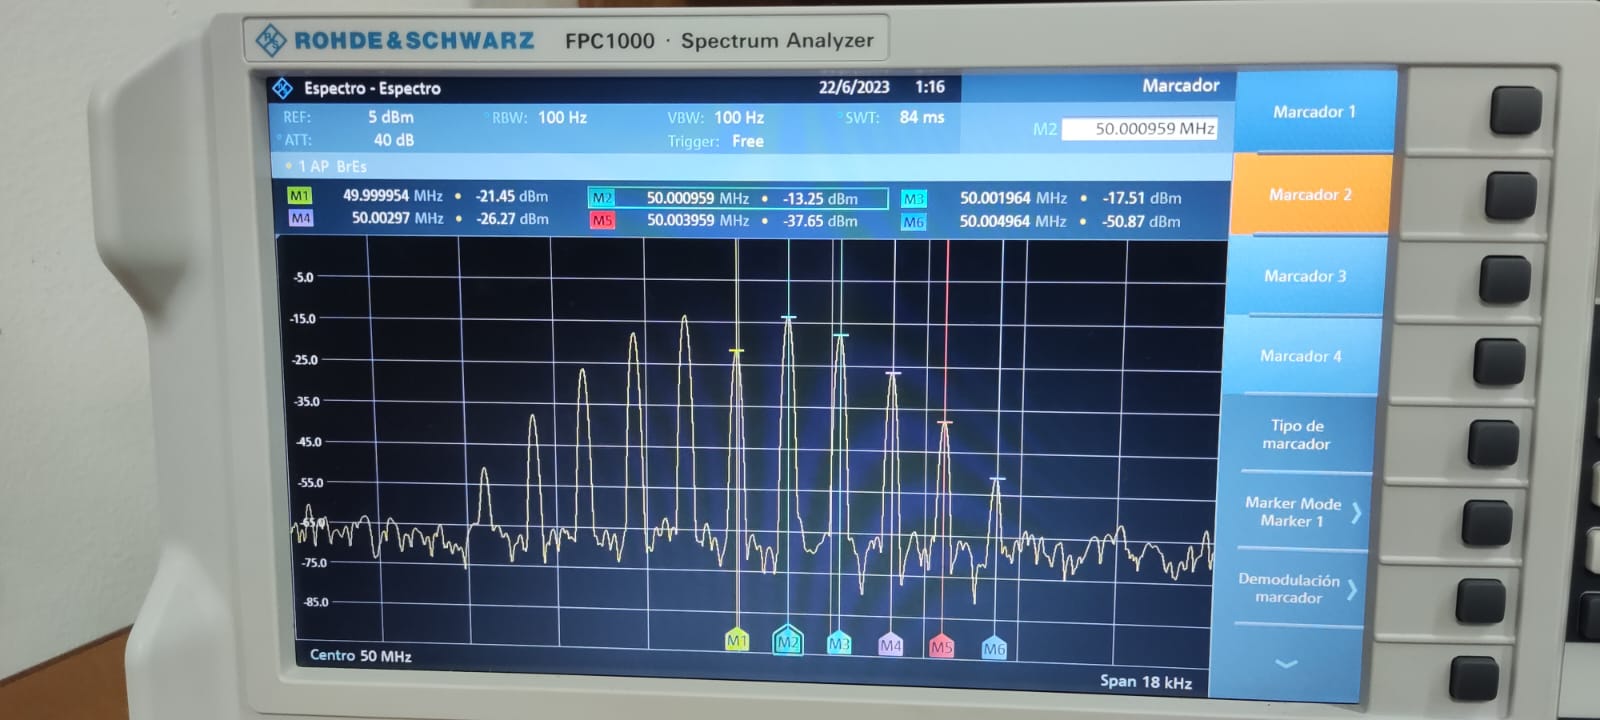 ROHDE&SCHWARZ FPC1000 · Spectrum Analyzer
Espectro - Espectro 22/6/2023 1:16 Marcador
REF: 5 dBm RBW: 100 Hz VBW: 100 Hz SWT: 84 ms
ATT: 40 dB Trigger: Free M2 50.000959 MHz
1 AP BrEs
M1 49.999954 MHz • -21.45 dBm M2 50.000959 MHz • -13.25 dBm M3 50.001964 MHz • -17.51 dBm
M4 50.00297 MHz • -26.27 dBm M5 50.003959 MHz • -37.65 dBm M6 50.004964 MHz • -50.87 dBm
-5.0
-15.0
-25.0
-35.0
-45.0
-55.0
-65.0
-75.0
-85.0
M1 M2 M3 M4 M5 M6
Centro 50 MHz Span 18 kHz
Marcador 1
Marcador 2
Marcador 3
Marcador 4
Tipo de
marcador
Marker Mode
Marker 1
Demodulación
marcador